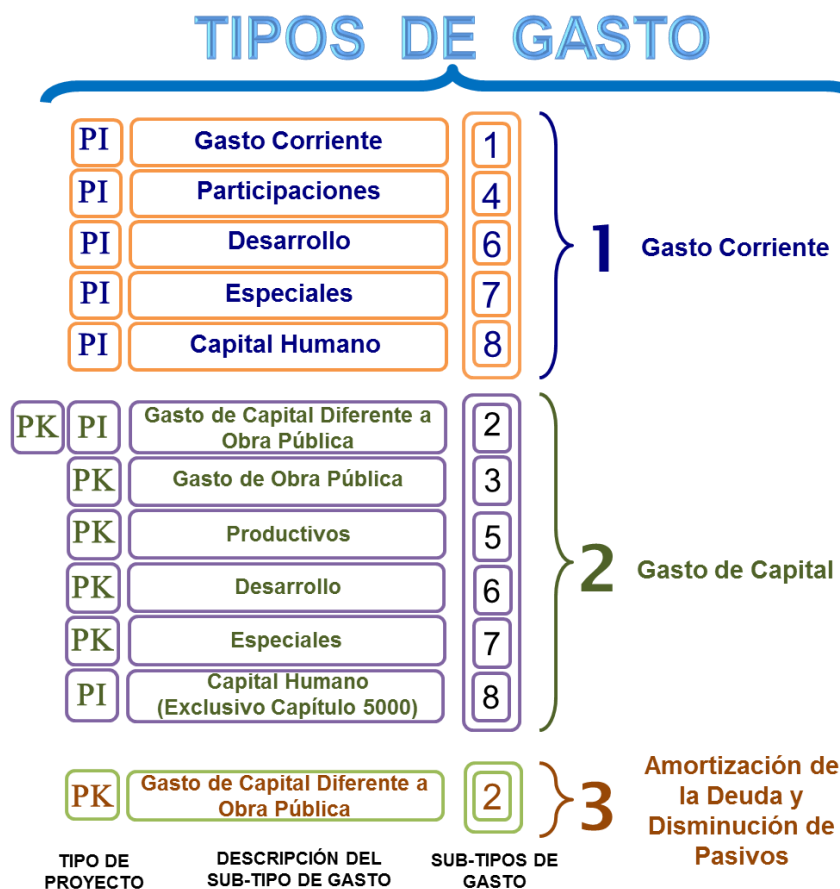 TIPOS DE GASTO
PI Gasto Corriente 1
PI Participaciones 4
PI Desarrollo 6
PI Especiales 7
PI Capital Humano 8
1 Gasto Corriente
PK PI Gasto de Capital Diferente a
Obra Pública 2
PK Gasto de Obra Pública 3
PK Productivos 5
PK Desarrollo 6
PK Especiales 7
PI Capital Humano
(Exclusivo Capítulo 5000) 8
2 Gasto de Capital
PK Gasto de Capital Diferente a
Obra Pública 2
3 Amortización de
la Deuda y
Disminución de
Pasivos
TIPO DE
PROYECTO
DESCRIPCIÓN DEL
SUB-TIPO DE GASTO
SUB-TIPOS DE
GASTO